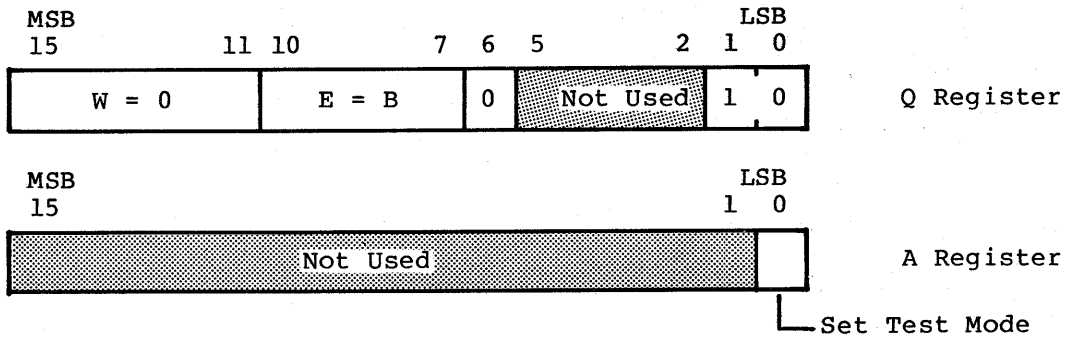 MSB LSB
15 11 10 7 6 5 2 1 0
W = 0 E = B 0 Not Used 1 0 Q Register
MSB LSB
15 1 0
Not Used A Register
Set Test Mode